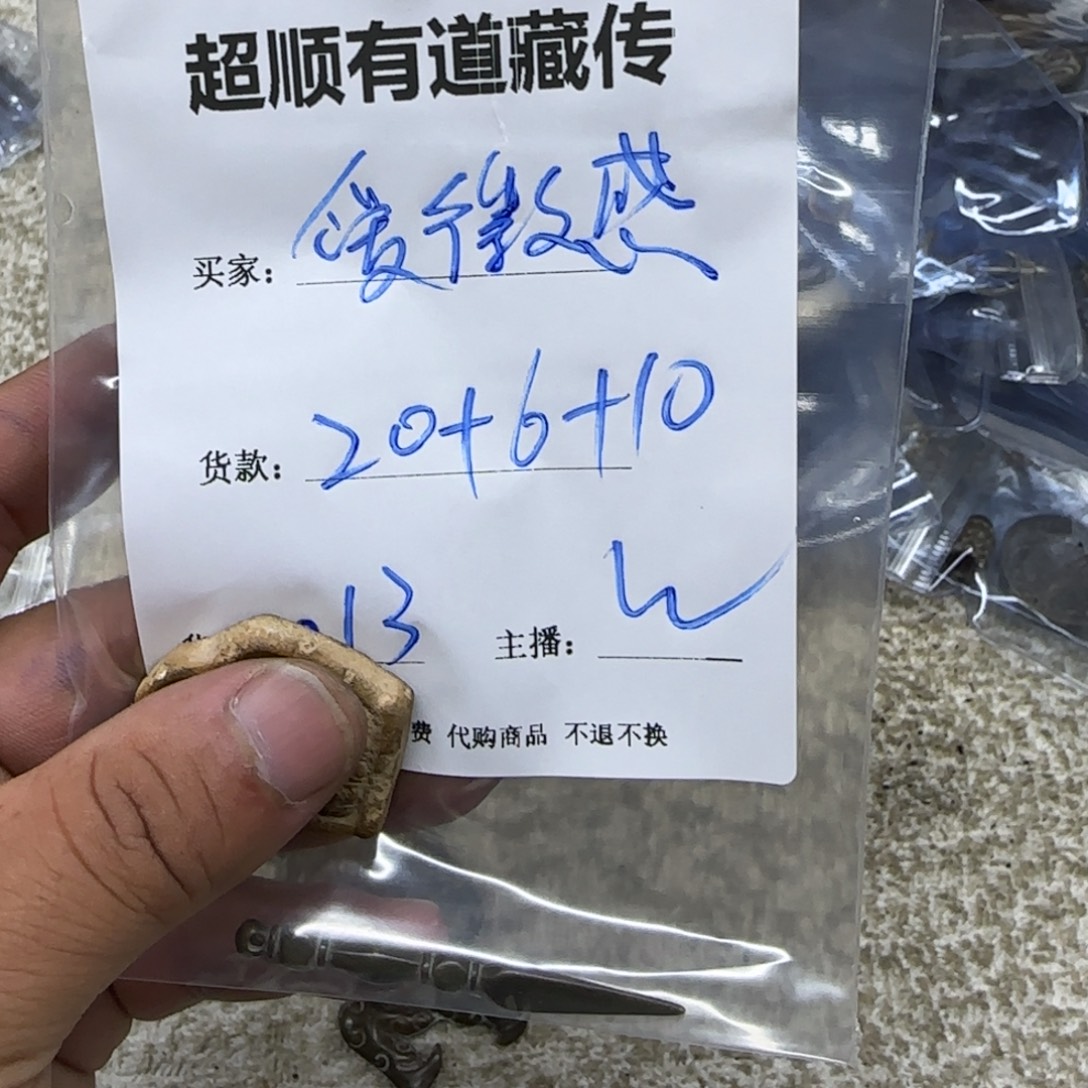 超顺有道藏传
买家：
货款：20+6+10
13 主播：
费 代购商品 不退不换